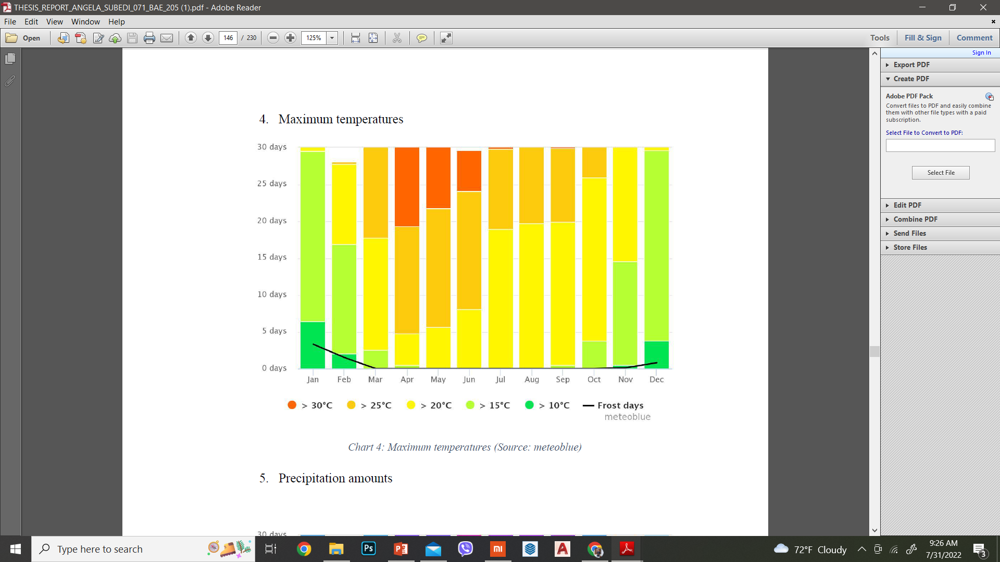 THESIS_REPORT_ANGELA_SUBEDI_071_BAE_205 (1).pdf - Adobe Reader
File Edit View Window Help
Open 146 / 230 125% Tools Fill & Sign Comment
Sign In
Export PDF
Create PDF
Adobe PDF Pack
Convert files to PDF and easily combine
them with other file types with a paid
subscription.
Select File to Convert to PDF:
Select File
Edit PDF
Combine PDF
Send Files
Store Files
4. Maximum temperatures
30 days
25 days
20 days
15 days
10 days
5 days
0 days
Jan Feb Mar Apr May Jun Jul Aug Sep Oct Nov Dec
> 30°C > 25°C > 20°C > 15°C > 10°C Frost days
meteoblue
Chart 4: Maximum temperatures (Source: meteoblue)
5. Precipitation amounts
30 days
Type here to search
Ps
P
mi
A
72°F Cloudy
9:26 AM
7/31/2022
3